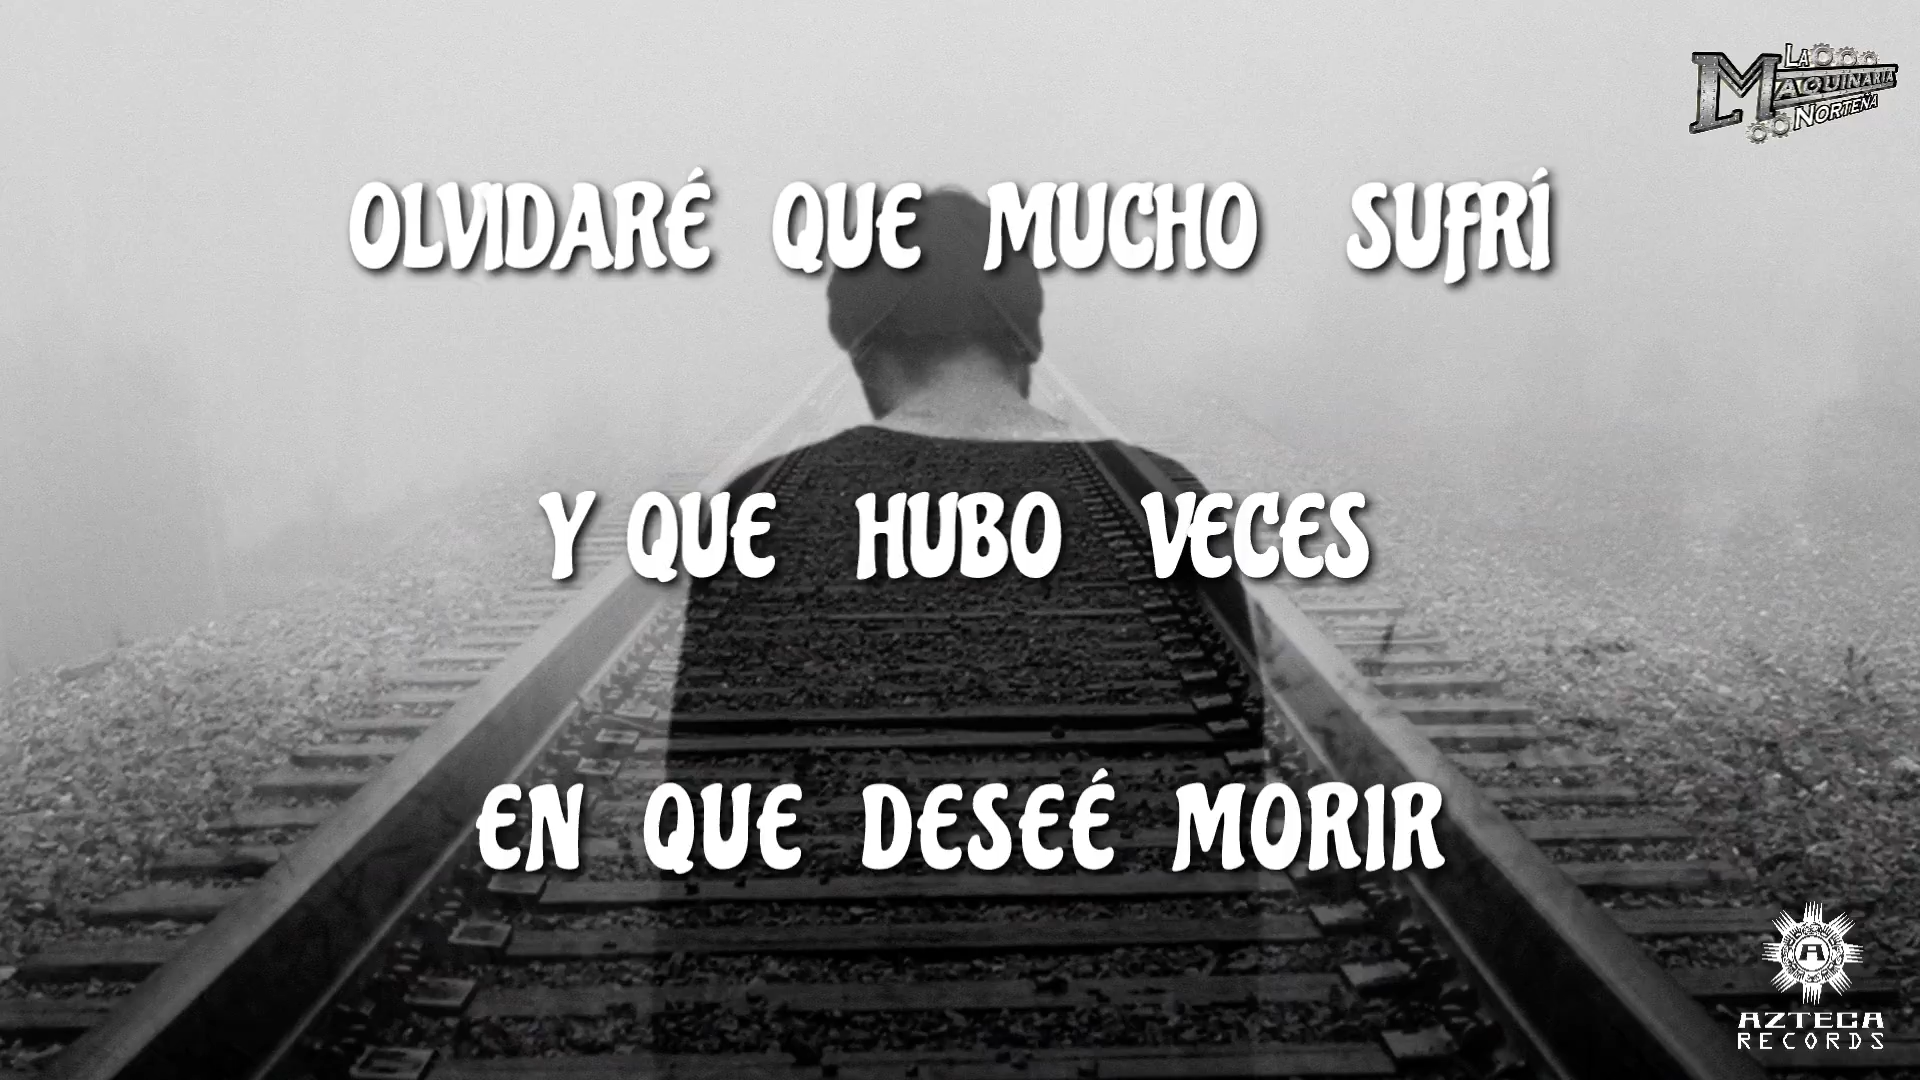 LA
MAQUINARIA
NORTEÑA
OLVIDARÉ QUE MUCHO SUFRÍ
Y QUE HUBO VECES
EN QUE DESEÉ MORIR
A
AZTECA
RECORDS